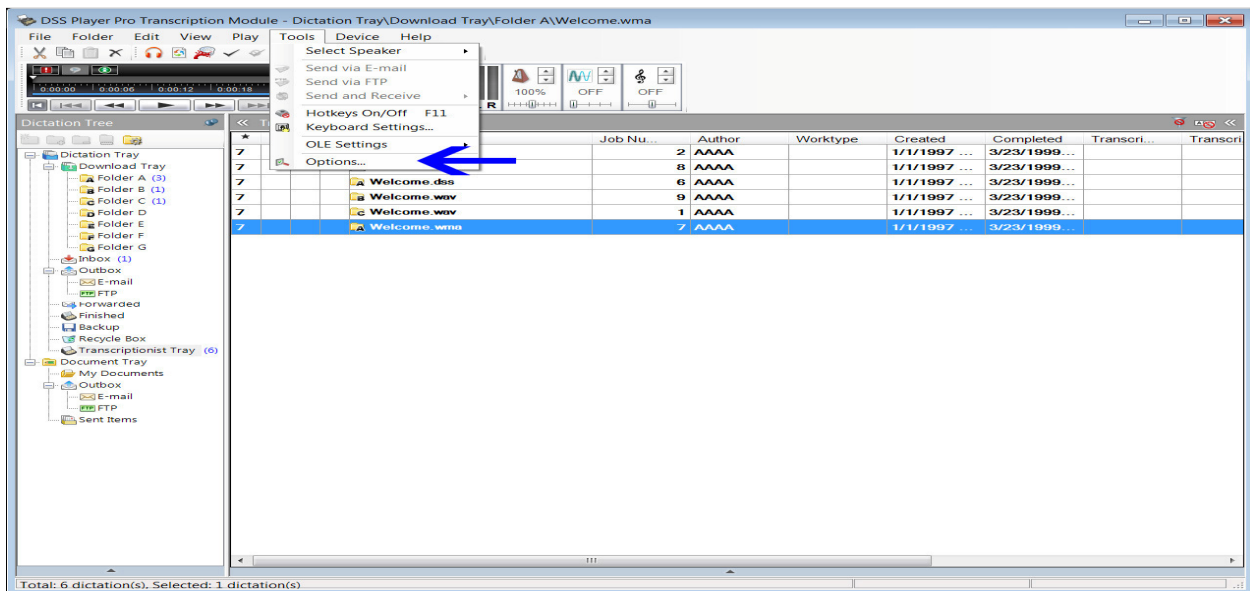 DSS Player Pro Transcription Module - Dictation Tray\Download Tray\Folder A\Welcome.wma
File Folder Edit View Play Tools Device Help
Select Speaker
Send via E-mail
Send via FTP
Send and Receive
Hotkeys On/Off F11
Keyboard Settings...
OLE Settings
Options...
0:00:00 0:00:06 0:00:12 0:00:18
R
100% OFF OFF
Dictation Tree
Dictation Tray
Download Tray
A Folder A (3)
B Folder B (1)
C Folder C (1)
D Folder D
E Folder E
F Folder F
G Folder G
Inbox (1)
Outbox
E-mail
FTP FTP
Forwarded
Finished
Backup
Recycle Box
Transcriptionist Tray (6)
Document Tray
My Documents
Outbox
E-mail
FTP FTP
Sent Items
* Job Nu... Author Worktype Created Completed Transcri... Transcri
7 2 AAAA 1/1/1997 ... 3/23/1999...
7 8 AAAA 1/1/1997 ... 3/23/1999...
7 A Welcome.dss 6 AAAA 1/1/1997 ... 3/23/1999...
7 B Welcome.wav 9 AAAA 1/1/1997 ... 3/23/1999...
7 C Welcome.wav 1 AAAA 1/1/1997 ... 3/23/1999...
7 A Welcome.wma 7 AAAA 1/1/1997 ... 3/23/1999...
Total: 6 dictation(s), Selected: 1 dictation(s)